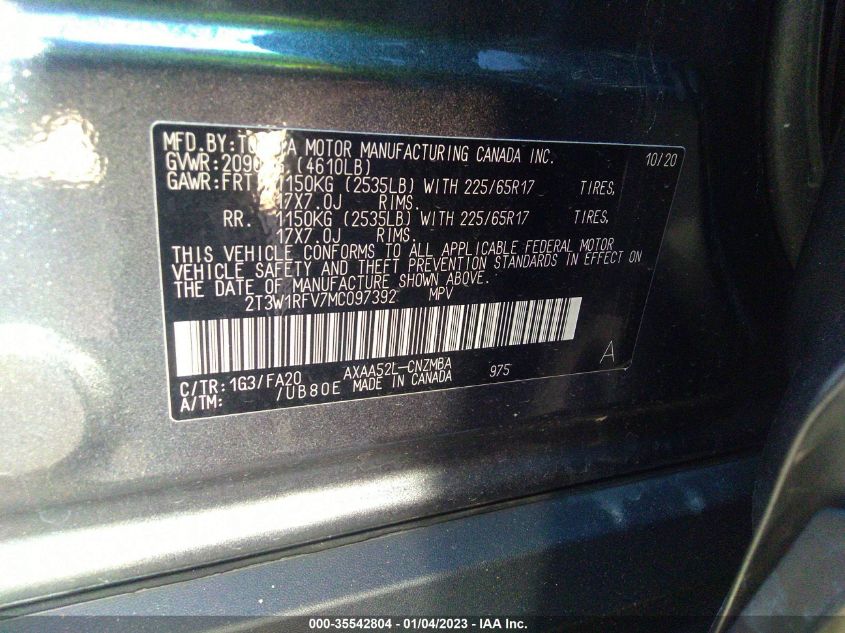 MFD.BY: TOYOTA MOTOR MANUFACTURING CANADA INC. 10/20
GVWR: (4610LB)
GAWR:FRT 1150KG (2535LB) WITH 225/65R17 TIRES,
17X7.0J RIMS.
RR. 1150KG (2535LB) WITH 225/65R17 TIRES,
17X7.0J RIMS.
THIS VEHICLE CONFORMS TO ALL APPLICABLE FEDERAL MOTOR
VEHICLE SAFETY AND THEFT PREVENTION STANDARDS IN EFFECT ON
THE DATE OF MANUFACTURE SHOWN ABOVE.
2T3W1RFV7MC097392 MPV
A
C/TR: 1G3/FA20 AXAA52L-CNZMBA 975
A/TM: /UB80E MADE IN CANADA
000-35542804 - 01/04/2023 - IAA Inc.